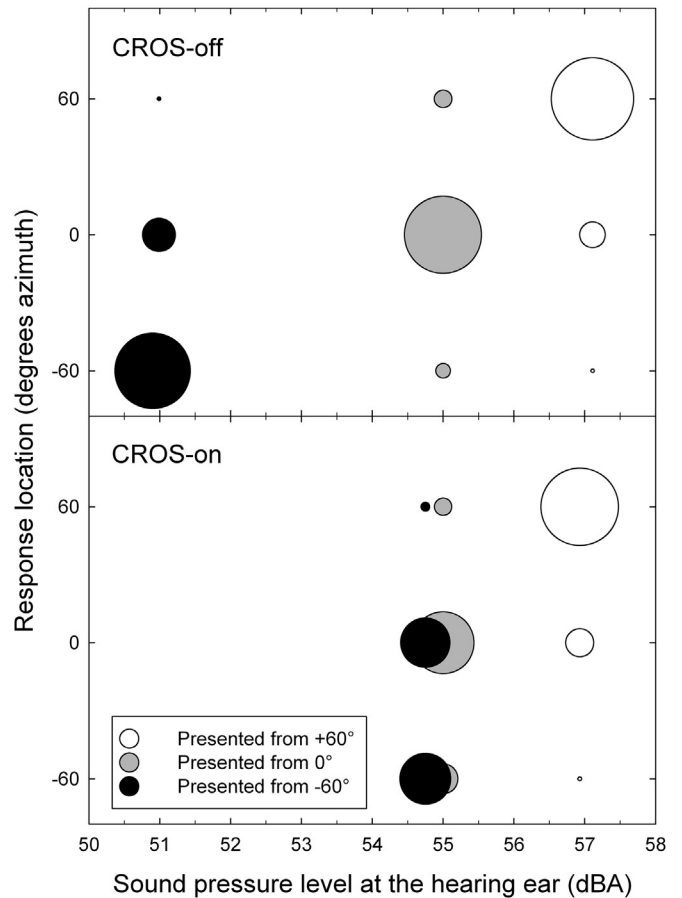 CROS-off
60
0
-60
CROS-on
60
0
-60
Response location (degrees azimuth)
Presented from +60°
Presented from 0°
Presented from -60°
50 51 52 53 54 55 56 57 58
Sound pressure level at the hearing ear (dBA)